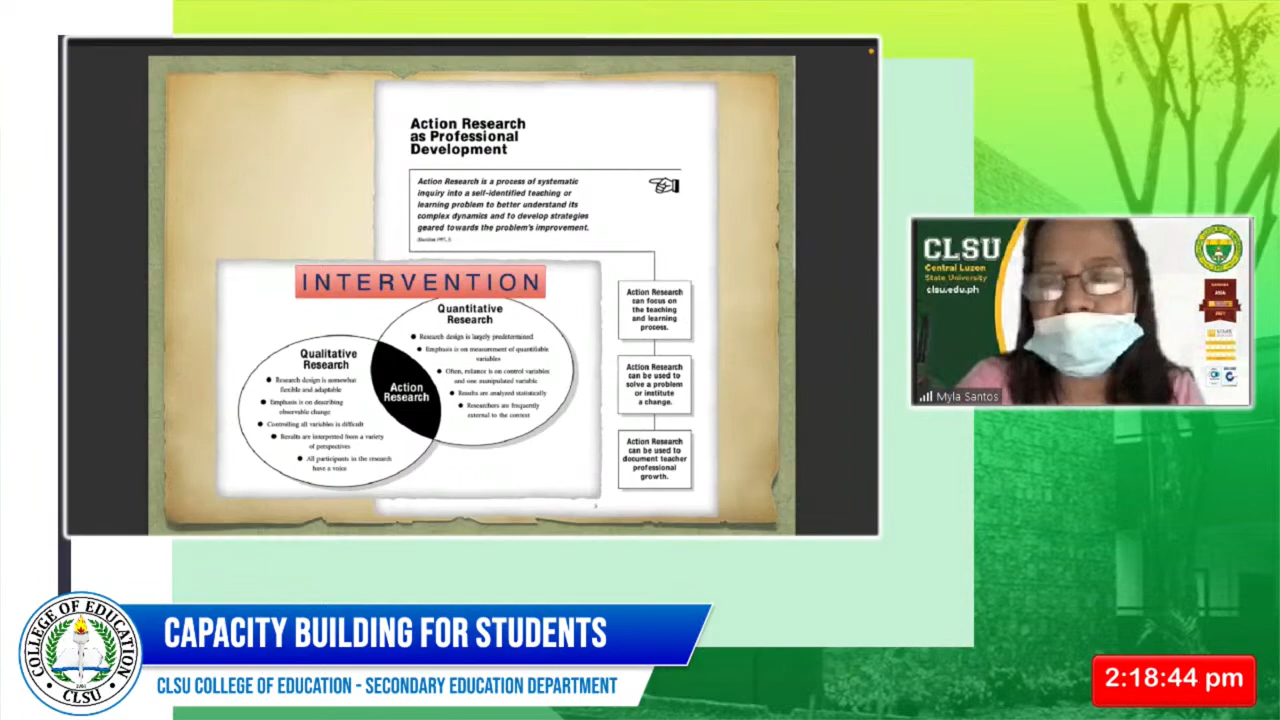 Action Research
as Professional
Development
Action Research is a process of systematic
inquiry into a self-identified teaching or
learning problem to better understand its
complex dynamics and to develop strategies
geared towards the problem's improvement.
INTERVENTION
Quantitative
Research
Research design is largely predetermined
Emphasis is on measurement of quantifiable
variables
Often, reliance is on control variables
and one manipulated variable
Results are analyzed statistically
Researchers are frequently
external to the context
Qualitative
Research
Research design is somewhat
flexible and adaptable
Emphasis is on describing
observable change
Controlling all variables is difficult
Results are interpreted from a variety
of perspectives
All participants in the research
have a voice
Action
Research
Action Research
can focus on
the teaching
and learning
process.
Action Research
can be used to
solve a problem
or institute
a change.
Action Research
can be used to
document teacher
professional
growth.
CLSU
Central Luzon
State University
clsu.edu.ph
Myla Santos
COLLEGE OF EDUCATION
CLSU
CAPACITY BUILDING FOR STUDENTS
CLSU COLLEGE OF EDUCATION - SECONDARY EDUCATION DEPARTMENT
2:18:44 pm